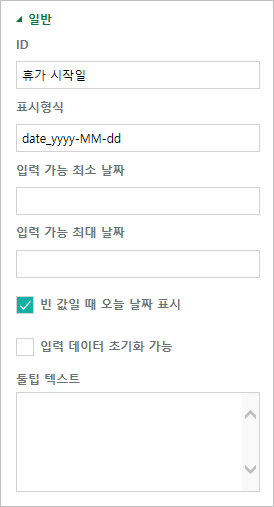 일반
ID
휴가 시작일
표시형식
date_yyyy-MM-dd
입력 가능 최소 날짜
입력 가능 최대 날짜
빈 값일 때 오늘 날짜 표시
입력 데이터 초기화 가능
툴팁 텍스트